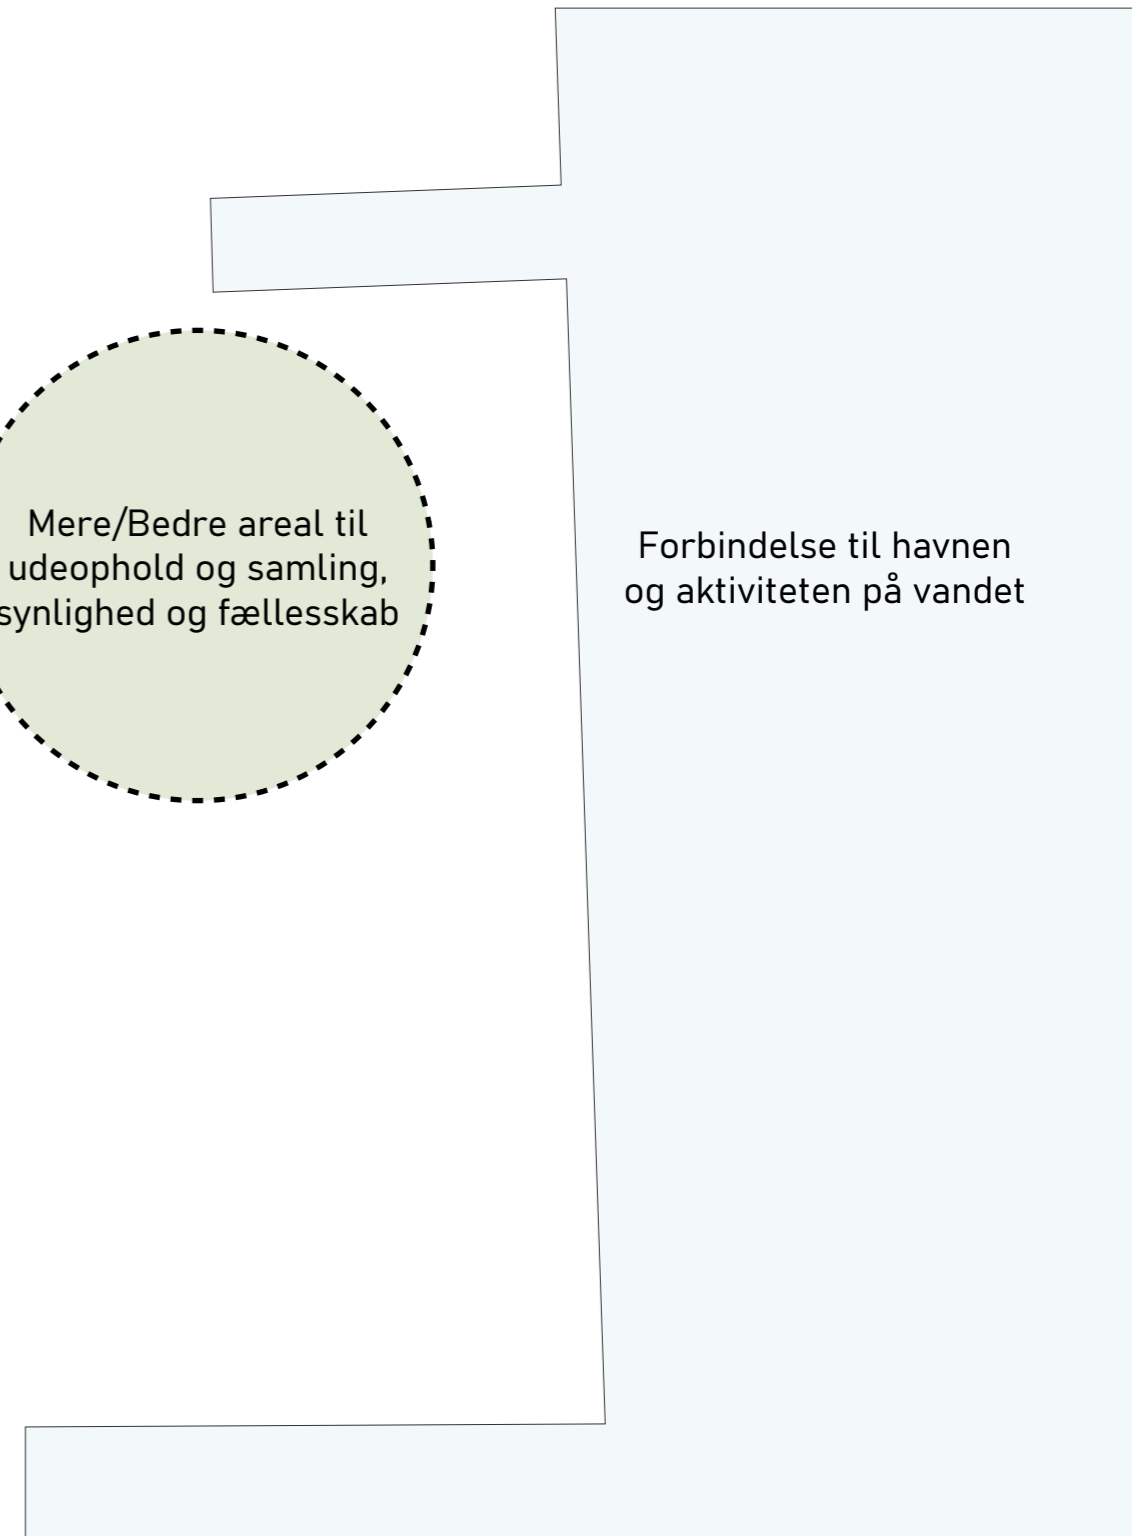 Mere/Bedre areal til
udeophold og samling,
synlighed og fællesskab
Forbindelse til havnen
og aktiviteten på vandet